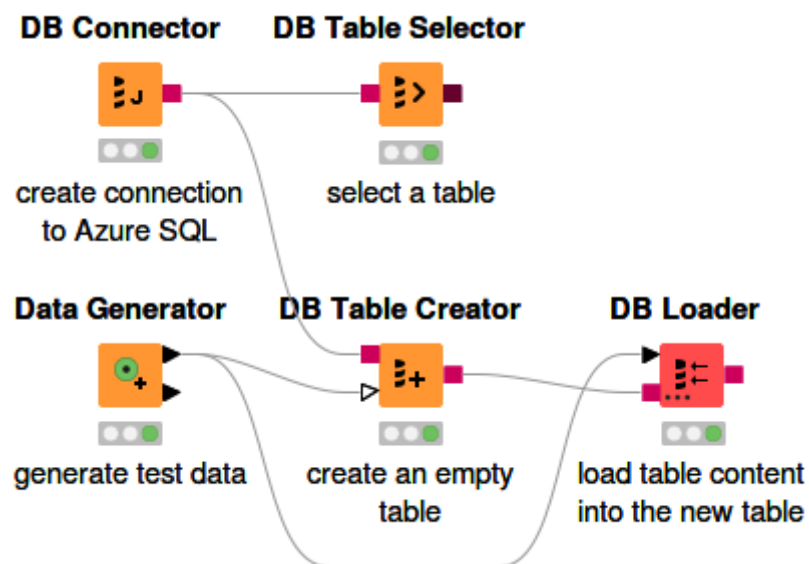 DB Connector
DB Table Selector
create connection
to Azure SQL
select a table
Data Generator
DB Table Creator
DB Loader
generate test data
create an empty
table
load table content
into the new table